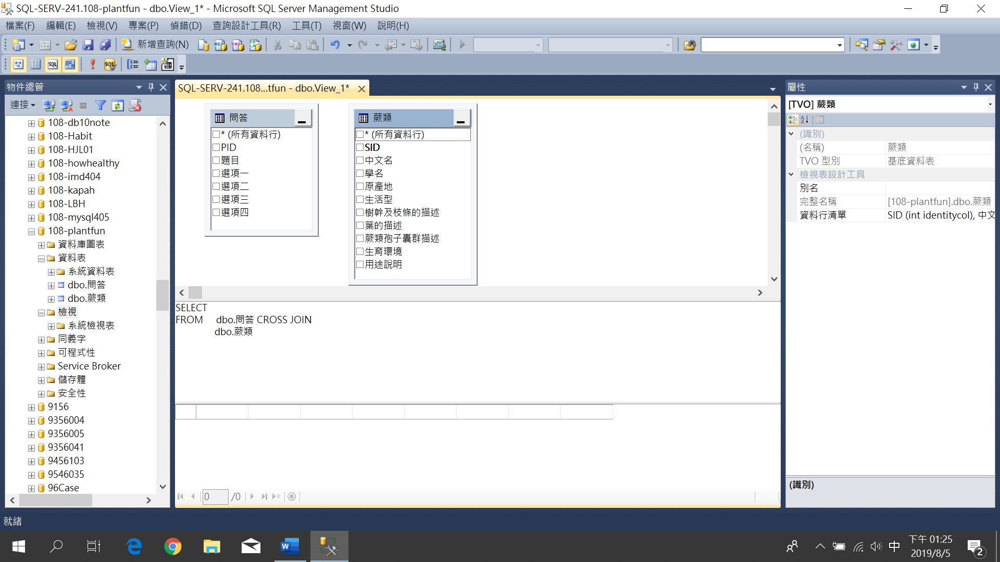 SQL-SERV-241.108-plantfun - dbo.View_1* - Microsoft SQL Server Management Studio
檔案(F) 編輯(E) 檢視(V) 專案(P) 偵錯(D) 查詢設計工具(R) 工具(T) 視窗(W) 說明(H)
新增查詢(N)
物件總管
連接
108-db10note
108-Habit
108-HJL01
108-howhealthy
108-imd404
108-kapah
108-LBH
108-mysql405
108-plantfun
資料庫圖表
資料表
系統資料表
dbo.問答
dbo.蕨類
檢視
系統檢視表
同義字
可程式性
Service Broker
儲存體
安全性
9156
9356004
9356005
9356041
9456103
9546035
96Case
SQL-SERV-241.108...tfun - dbo.View_1*
問答
* (所有資料行)
PID
題目
選項一
選項二
選項三
選項四
蕨類
* (所有資料行)
SID
中文名
學名
原產地
生活型
樹幹及枝條的描述
葉的描述
蕨類孢子囊群描述
生育環境
用途說明
SELECT
FROM dbo.問答 CROSS JOIN
dbo.蕨類
0 /0
屬性
[TVO] 蕨類
(識別)
(名稱) 蕨類
TVO 型別 基底資料表
檢視表設計工具
別名
完整名稱 [108-plantfun].dbo.蕨類
資料行清單 SID (int identitycol), 中文
(識別)
就緒
中
下午 01:25
2019/8/5
2